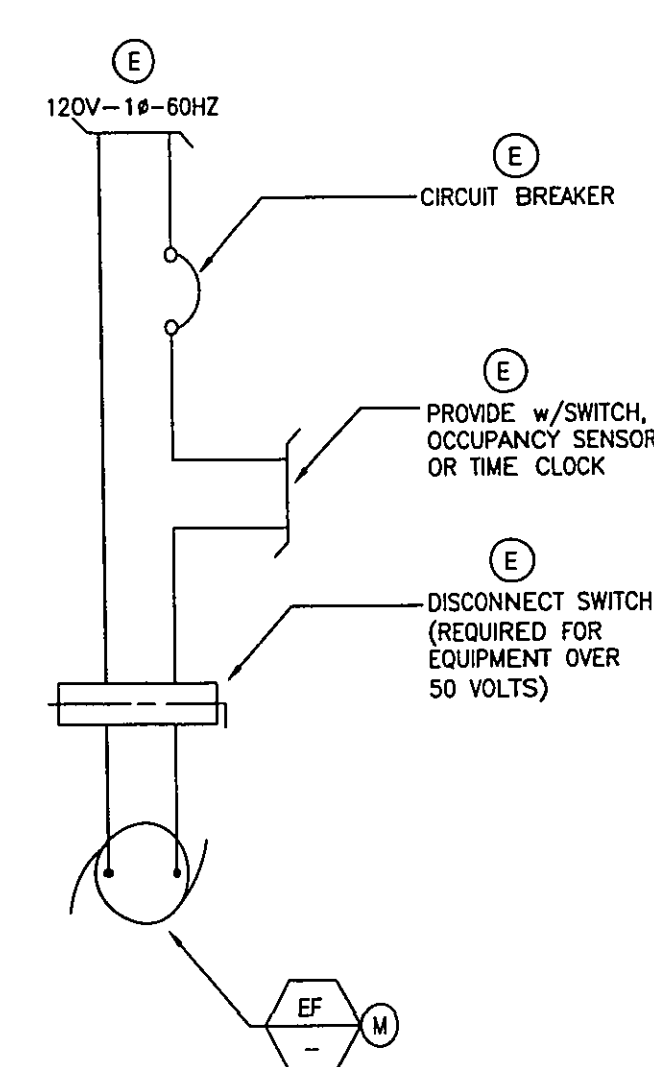 E
120V-1ø-60HZ
E
CIRCUIT BREAKER
E
PROVIDE w/SWITCH,
OCCUPANCY SENSOR
OR TIME CLOCK
E
DISCONNECT SWITCH
(REQUIRED FOR
EQUIPMENT OVER
50 VOLTS)
EF
-
M